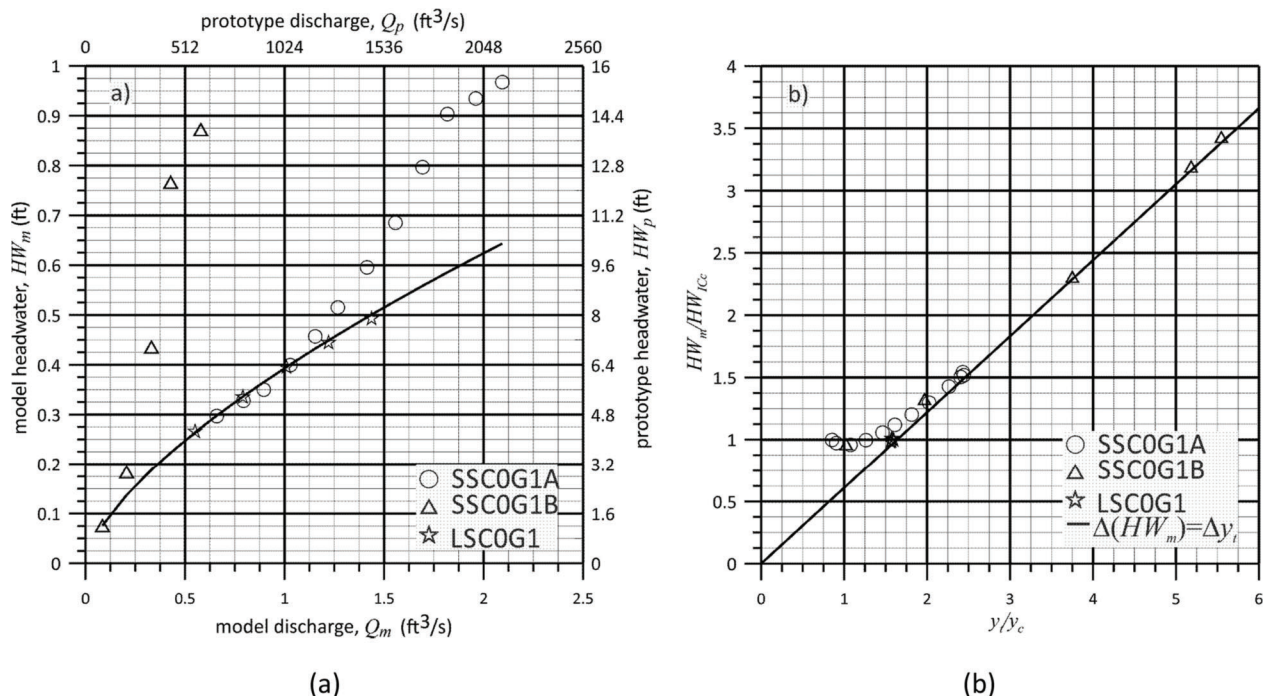 prototype discharge, Qp (ft³/s)
0 512 1024 1536 2048 2560
a)
model headwater, HWm (ft)
1
0.9
0.8
0.7
0.6
0.5
0.4
0.3
0.2
0.1
0
16
14.4
12.8
11.2
9.6
8
6.4
4.8
3.2
1.6
0
prototype headwater, HWp (ft)
SSC0G1A
SSC0G1B
LSC0G1
0 0.5 1 1.5 2 2.5
model discharge, Qm (ft³/s)
(a)
b)
HWm/HWICc
4
3.5
3
2.5
2
1.5
1
0.5
0
SSC0G1A
SSC0G1B
LSC0G1
Δ(HWm)=Δyt
0 1 2 3 4 5 6
yt/yc
(b)